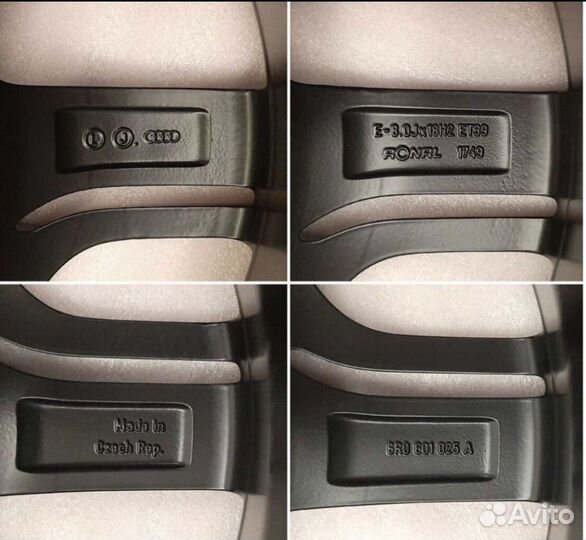 J.
E-8.0Jx18H2 ET39
RONAL 1749
Made in
Czech Rep.
8R0 601 025 A
Avito